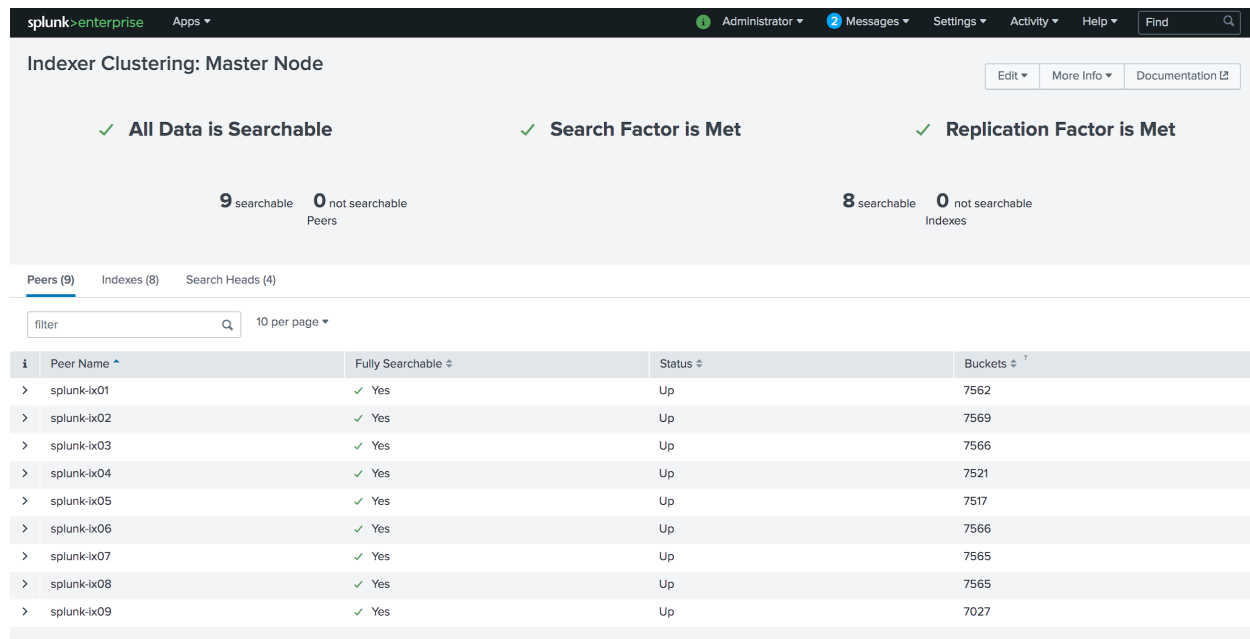 splunk>enterprise Apps i Administrator 2 Messages Settings Activity Help Find
Indexer Clustering: Master Node
Edit More Info Documentation
All Data is Searchable Search Factor is Met Replication Factor is Met
9 searchable 0 not searchable 8 searchable 0 not searchable
Peers Indexes
Peers (9) Indexes (8) Search Heads (4)
filter 10 per page
i Peer Name Fully Searchable Status Buckets ?
splunk-ix01 Yes Up 7562
splunk-ix02 Yes Up 7569
splunk-ix03 Yes Up 7566
splunk-ix04 Yes Up 7521
splunk-ix05 Yes Up 7517
splunk-ix06 Yes Up 7566
splunk-ix07 Yes Up 7565
splunk-ix08 Yes Up 7565
splunk-ix09 Yes Up 7027